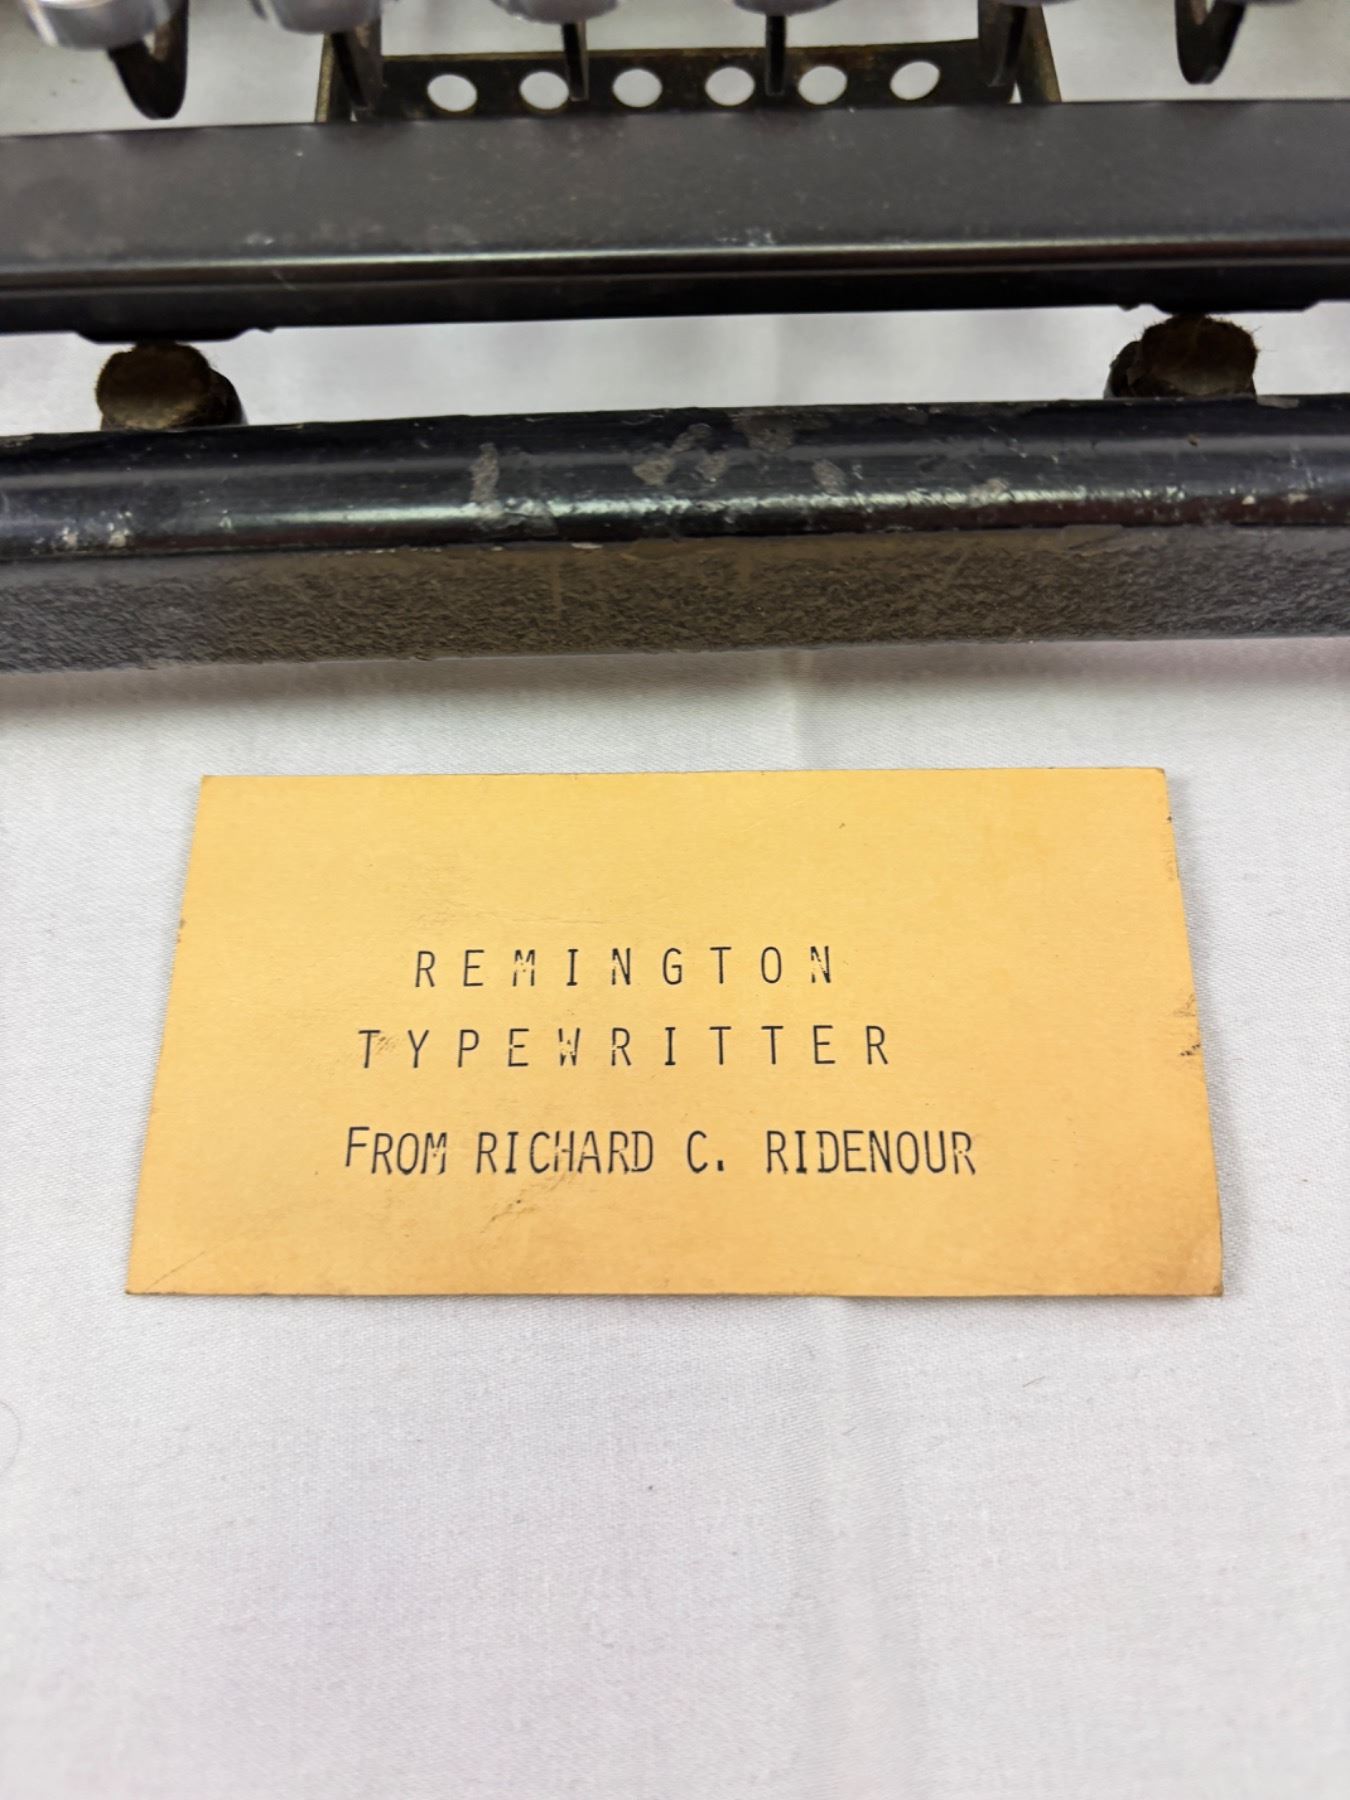 REMINGTON
TYPEWRITTER
FROM RICHARD C. RIDENOUR